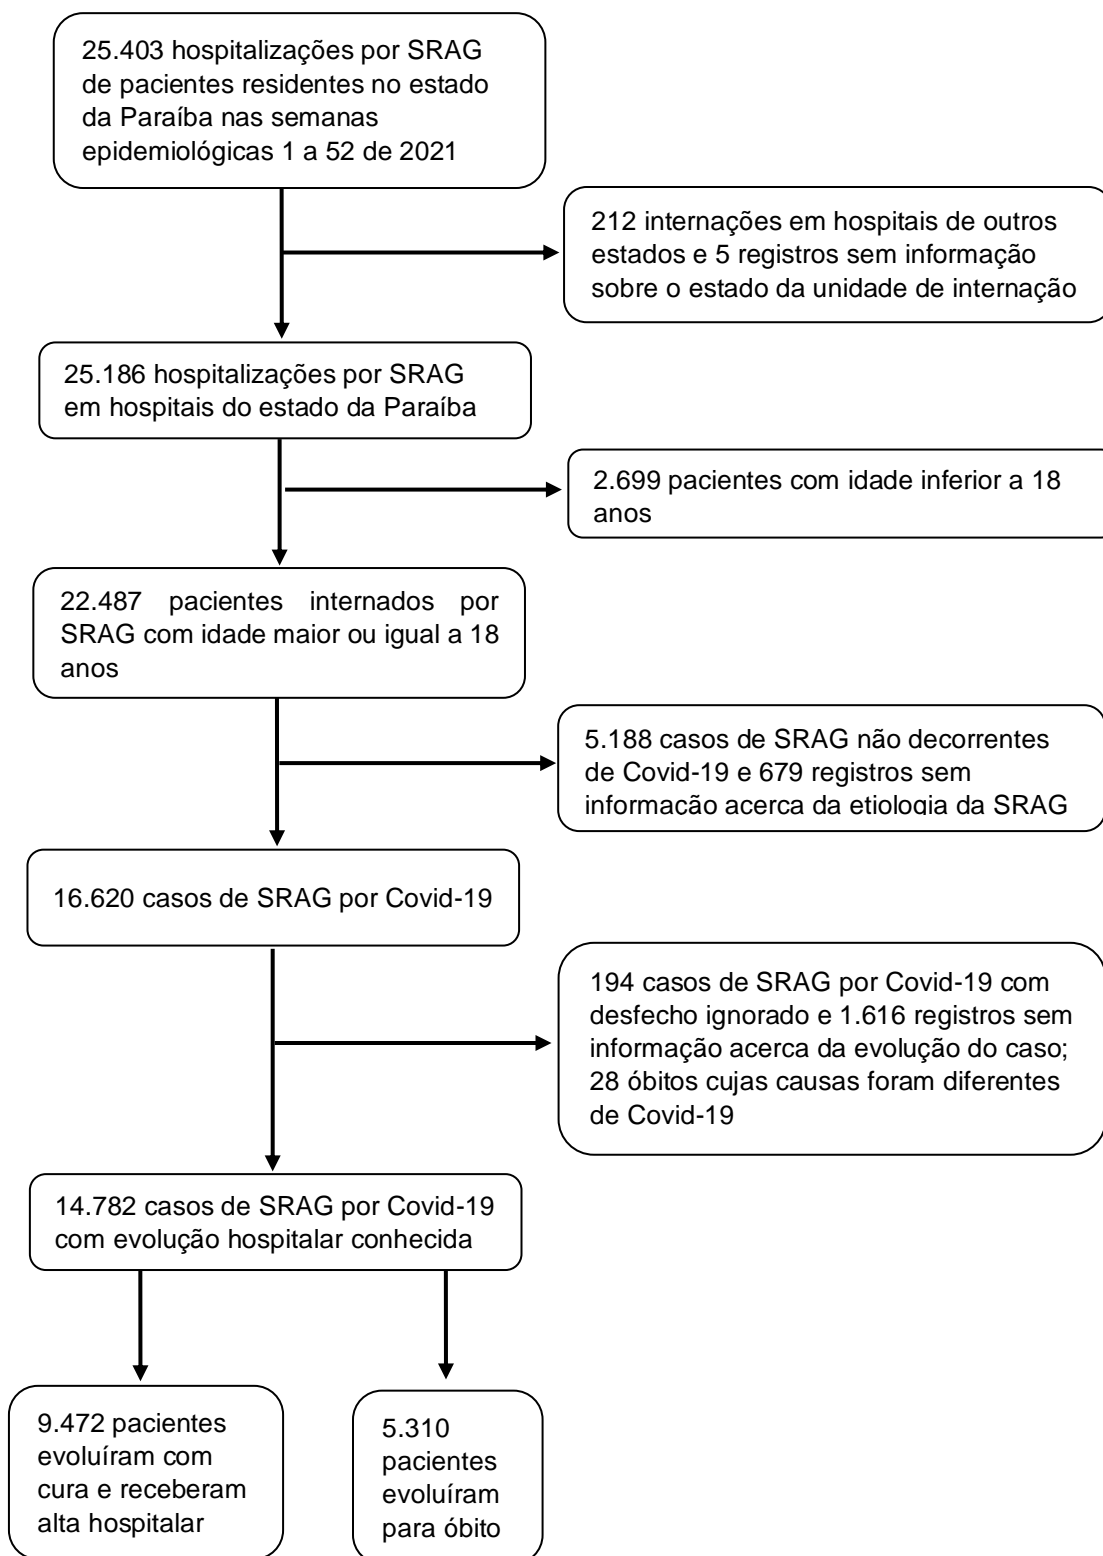 25.403 hospitalizações por SRAG
de pacientes residentes no estado
da Paraíba nas semanas
epidemiológicas 1 a 52 de 2021
212 internações em hospitais de outros
estados e 5 registros sem informação
sobre o estado da unidade de internação
25.186 hospitalizações por SRAG
em hospitais do estado da Paraíba
2.699 pacientes com idade inferior a 18
anos
22.487 pacientes internados por
SRAG com idade maior ou igual a 18
anos
5.188 casos de SRAG não decorrentes
de Covid-19 e 679 registros sem
informação acerca da etiologia da SRAG
16.620 casos de SRAG por Covid-19
194 casos de SRAG por Covid-19 com
desfecho ignorado e 1.616 registros sem
informação acerca da evolução do caso;
28 óbitos cujas causas foram diferentes
de Covid-19
14.782 casos de SRAG por Covid-19
com evolução hospitalar conhecida
9.472 pacientes
evoluíram com
cura e receberam
alta hospitalar
5.310
pacientes
evoluíram
para óbito